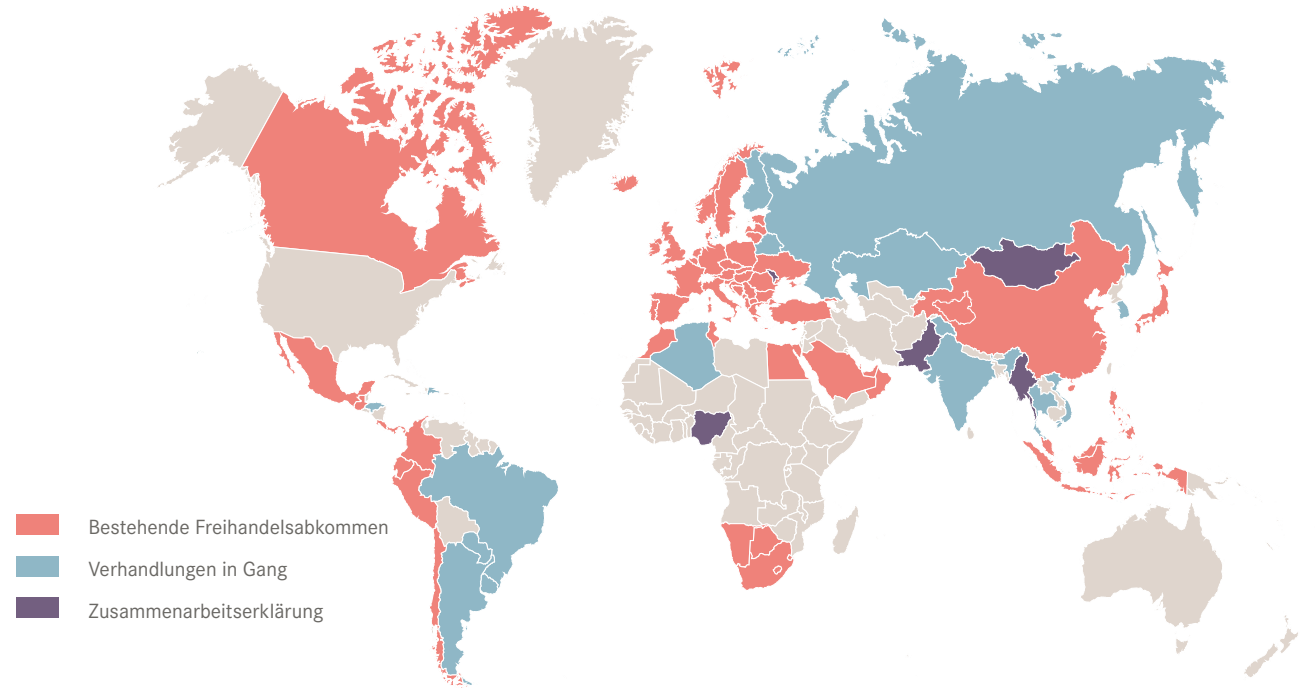 Bestehende Freihandelsabkommen
Verhandlungen in Gang
Zusammenarbeitserklärung